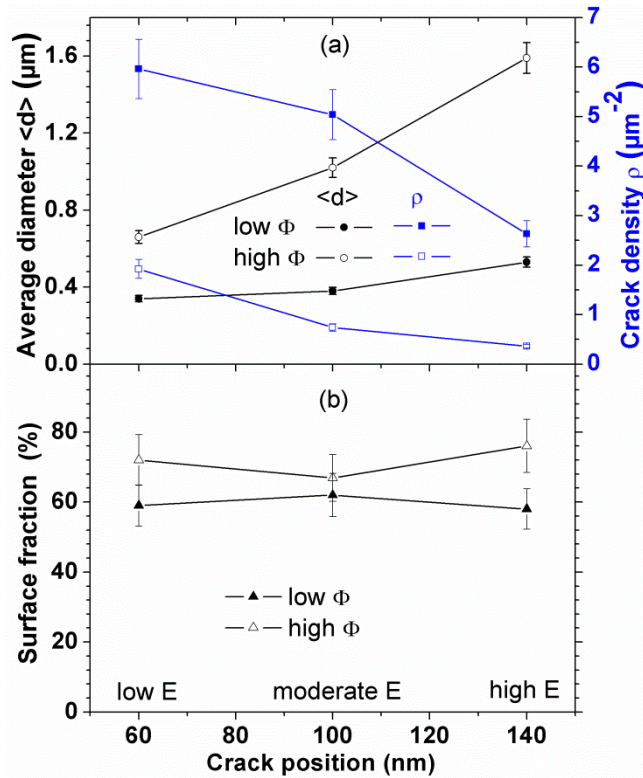 (a)
Average diameter <d> (µm)
1.6
1.2
0.8
0.4
0.0
7
6
5
4
3
2
1
0
Crack density ρ (µm-2)
<d> ρ
low Φ
high Φ
(b)
Surface fraction (%)
80
60
40
20
0
low Φ
high Φ
low E moderate E high E
60 80 100 120 140
Crack position (nm)